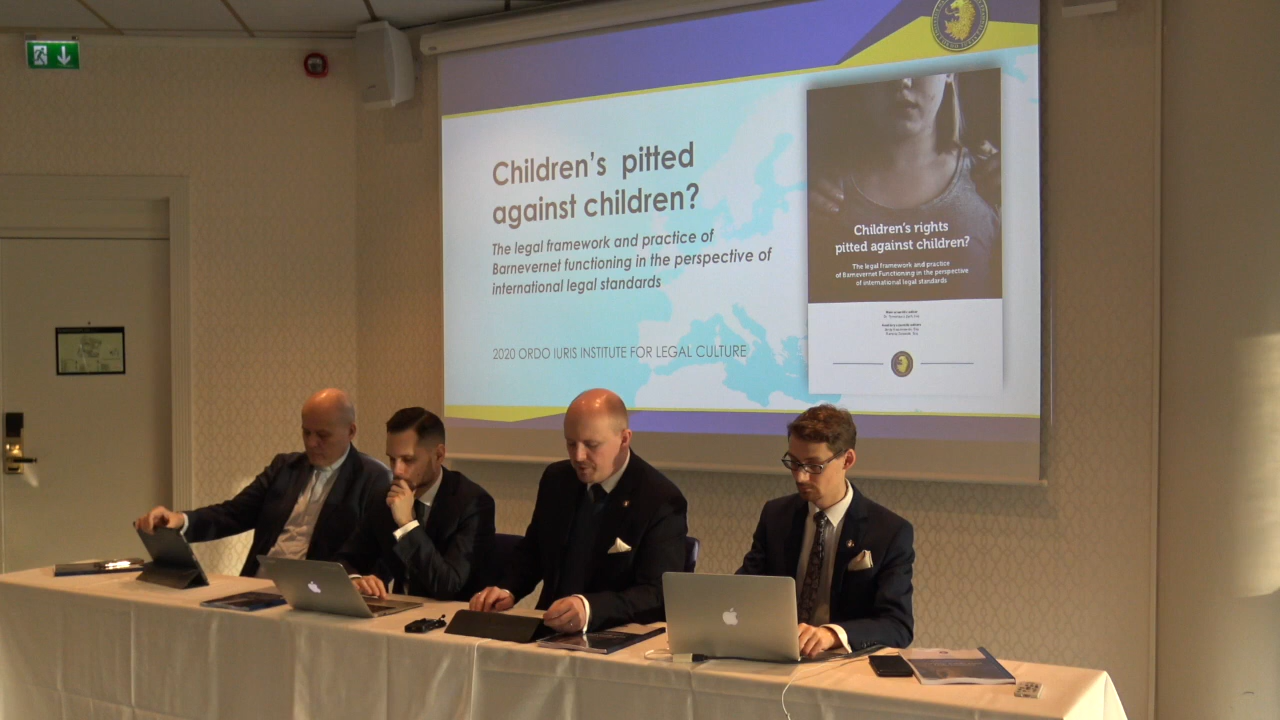 Children's pitted
against children?
The legal framework and practice of
Barnevernet functioning in the perspective of
international legal standards
2020 ORDO IURIS INSTITUTE FOR LEGAL CULTURE
Children's rights
pitted against children?
The legal framework and practice
of Barnevernet Functioning in the perspective
of international legal standards